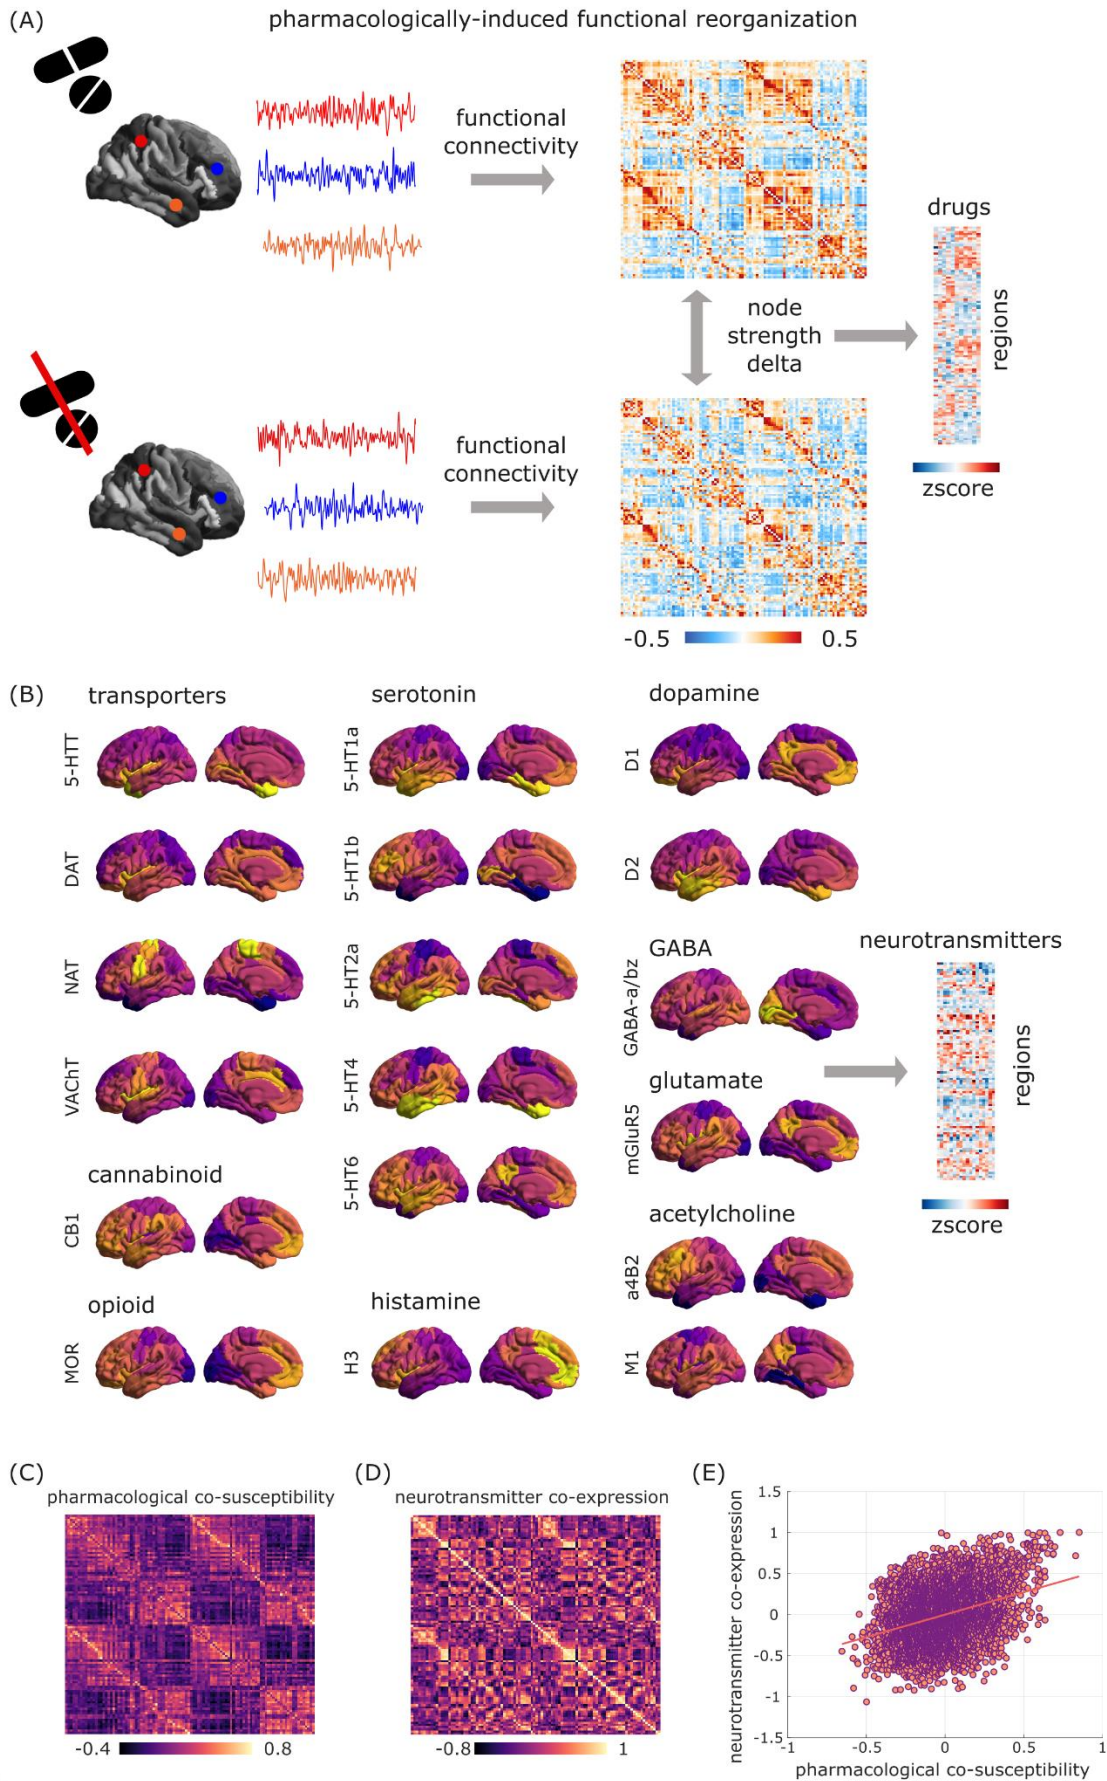 (A)
pharmacologically-induced functional reorganization
functional
connectivity
drugs
regions
node
strength
delta
functional
connectivity
zscore
-0.5
0.5
(B)
transporters
serotonin
dopamine
5-HTT
5-HT1a
D1
DAT
5-HT1b
D2
NAT
5-HT2a
GABA
GABA-a/bz
neurotransmitters
regions
VAChT
5-HT4
glutamate
mGluR5
cannabinoid
CB1
5-HT6
acetylcholine
a4B2
zscore
opioid
MOR
histamine
H3
M1
(C)
pharmacological co-susceptibility
-0.4
0.8
(D)
neurotransmitter co-expression
-0.8
1
(E)
neurotransmitter co-expression
1.5
1
0.5
0
-0.5
-1
-1.5
-1
-0.5
0
0.5
1
pharmacological co-susceptibility